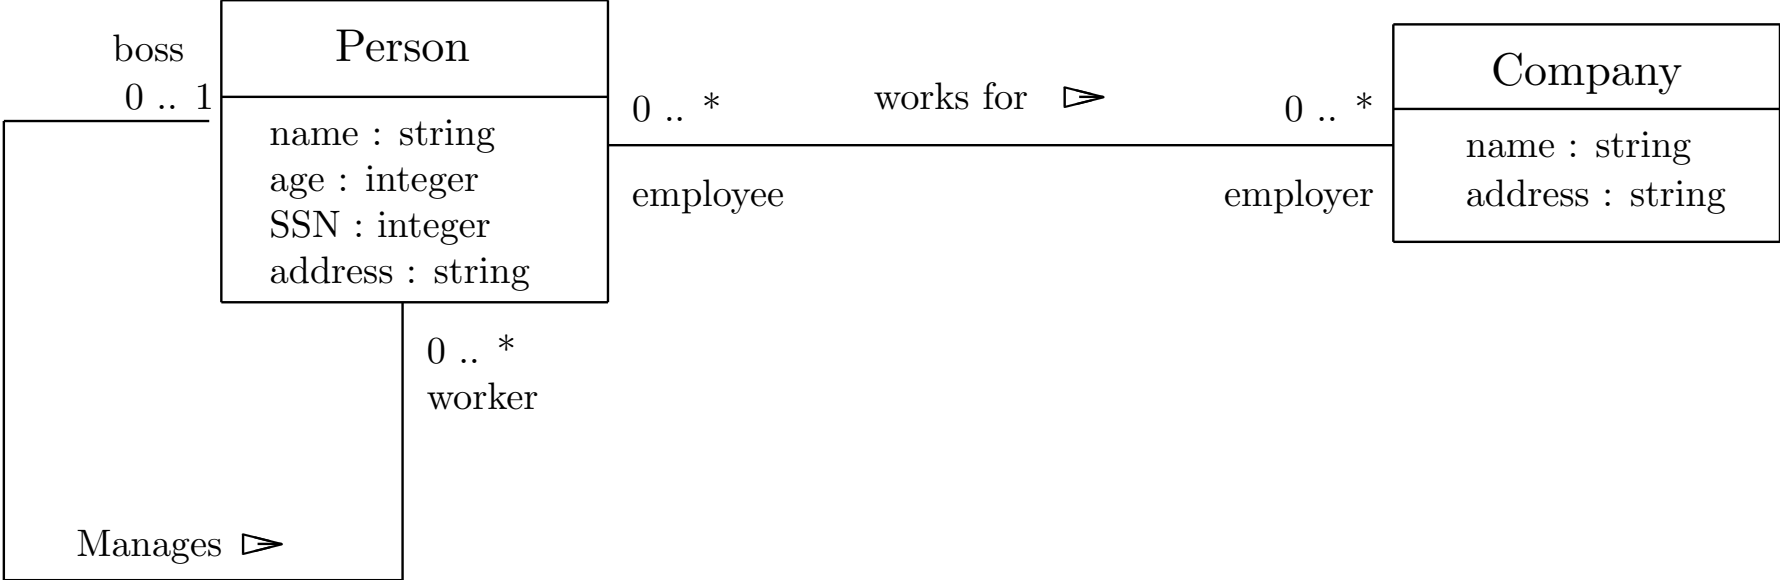 boss
0 .. 1
Person
name : string
age : integer
SSN : integer
address : string
0 .. *
works for
0 .. *
employee
employer
Company
name : string
address : string
0 .. *
worker
Manages